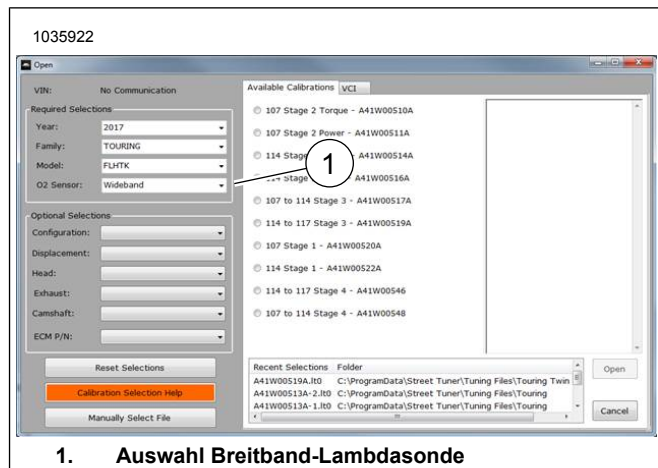 1035922
Open
VIN: No Communication
Required Selections
Year: 2017
Family: TOURING
Model: FLHTK
O2 Sensor: Wideband
Optional Selections
Configuration:
Displacement:
Head:
Exhaust:
Camshaft:
ECM P/N:
Reset Selections
Calibration Selection Help
Manually Select File
Available Calibrations VCI
107 Stage 2 Torque - A41W00510A
107 Stage 2 Power - A41W00511A
114 Stage - A41W00514A
114 Stage A41W00516A
107 to 114 Stage 3 - A41W00517A
114 to 117 Stage 3 - A41W00519A
107 Stage 1 - A41W00520A
114 Stage 1 - A41W00522A
114 to 117 Stage 4 - A41W00546
107 to 114 Stage 4 - A41W00548
1
Recent Selections Folder
A41W00519A.lt0 C:\ProgramData\Street Tuner\Tuning Files\Touring Twin
A41W00513A-2.lt0 C:\ProgramData\Street Tuner\Tuning Files\Touring
A41W00513A-1.lt0 C:\ProgramData\Street Tuner\Tuning Files\Touring
Open
Cancel
1. Auswahl Breitband-Lambdasonde